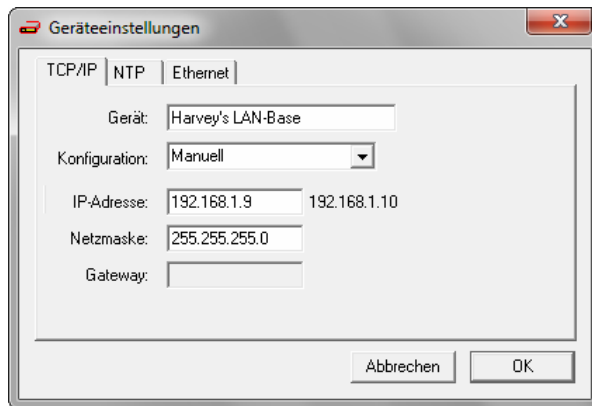 Geräteeinstellungen
TCP/IP NTP Ethernet
Gerät: Harvey's LAN-Base
Konfiguration: Manuell
IP-Adresse: 192.168.1.9 192.168.1.10
Netzmaske: 255.255.255.0
Gateway:
Abbrechen OK